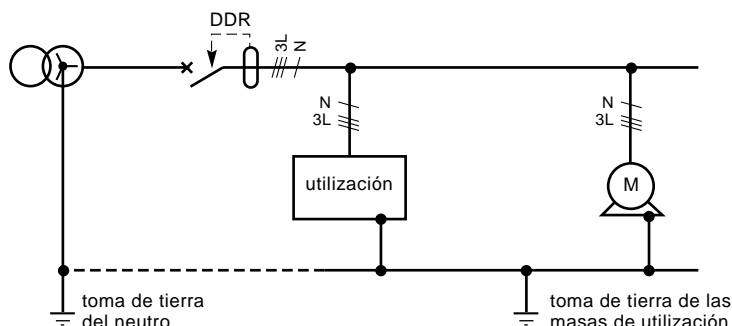 DDR
3L
N
N
3L
N
3L
utilización
M
toma de tierra
del neutro
toma de tierra de las
masas de utilización